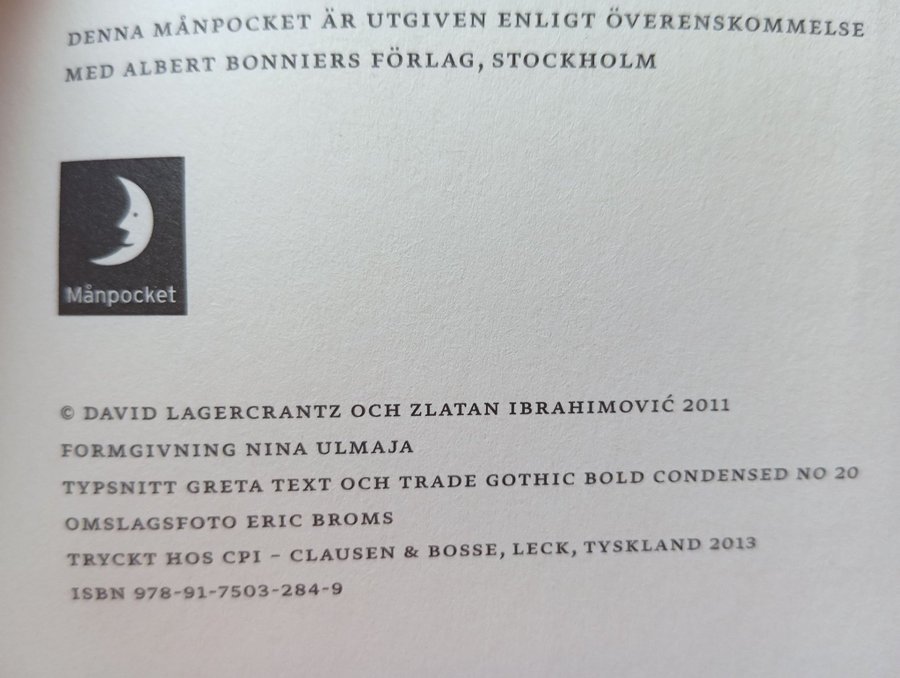 DENNA MÅNPOCKET ÄR UTGIVEN ENLIGT ÖVERENSKOMMELSE
MED ALBERT BONNIERS FÖRLAG, STOCKHOLM
Månpocket
© DAVID LAGERCRANTZ OCH ZLATAN IBRAHIMOVIĆ 2011
FORMGIVNING NINA ULMAJA
TYPSNITT GRETA TEXT OCH TRADE GOTHIC BOLD CONDENSED NO 20
OMSLAGSFOTO ERIC BROMS
TRYCKT HOS CPI – CLAUSEN & BOSSE, LECK, TYSKLAND 2013
ISBN 978-91-7503-284-9